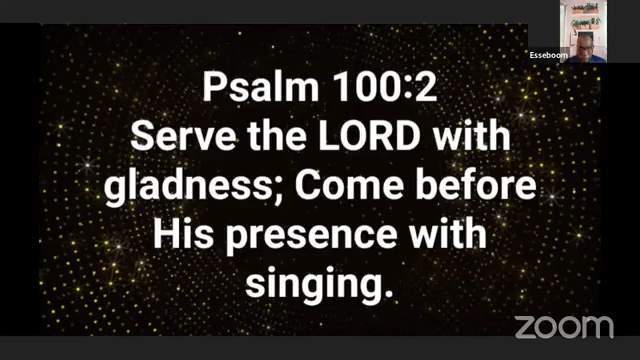 Esseboom
Psalm 100:2
Serve the LORD with
gladness; Come before
His presence with
singing.
zoom